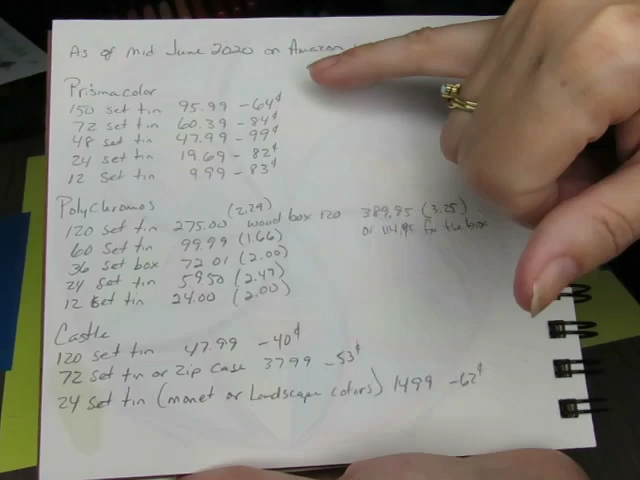 As of mid June 2020 on Amazon
Prismacolor
150 set tin 95.99 - 64¢
72 set tin 60.39 - 84¢
48 set tin 47.99 - 99¢
24 set tin 19.69 - 82¢
12 set tin 9.99 - 83¢
Polychromos
120 set tin 275.00 (2.29) wood box 120 389.95 (3.25)
60 set tin 99.99 (1.66) or 114.95 for the box
36 set box 72.01 (2.00)
24 set tin 59.50 (2.47)
12 set tin 24.00 (2.00)
Castle
120 set tin 47.99 - 40¢
72 set tin or zip case 37.99 - 53¢
24 set tin (monet or landscape colors) 14.99 - 62¢